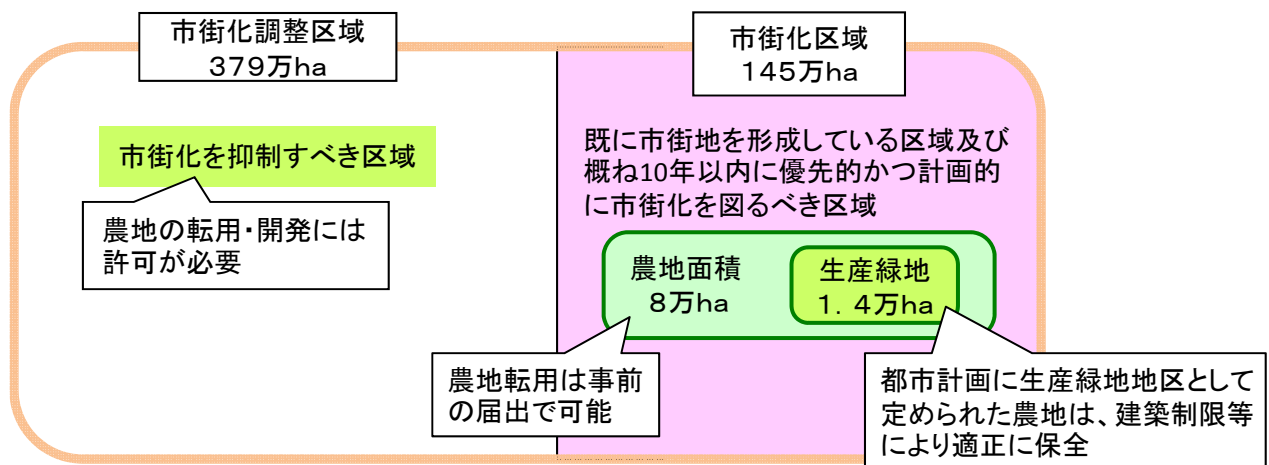 市街化調整区域
379万ha
市街化区域
145万ha
市街化を抑制すべき区域
農地の転用・開発には
許可が必要
既に市街地を形成している区域及び
概ね10年以内に優先的かつ計画的
に市街化を図るべき区域
農地面積
8万ha
生産緑地
1．4万ha
農地転用は事前
の届出で可能
都市計画に生産緑地地区として
定められた農地は、建築制限等
により適正に保全